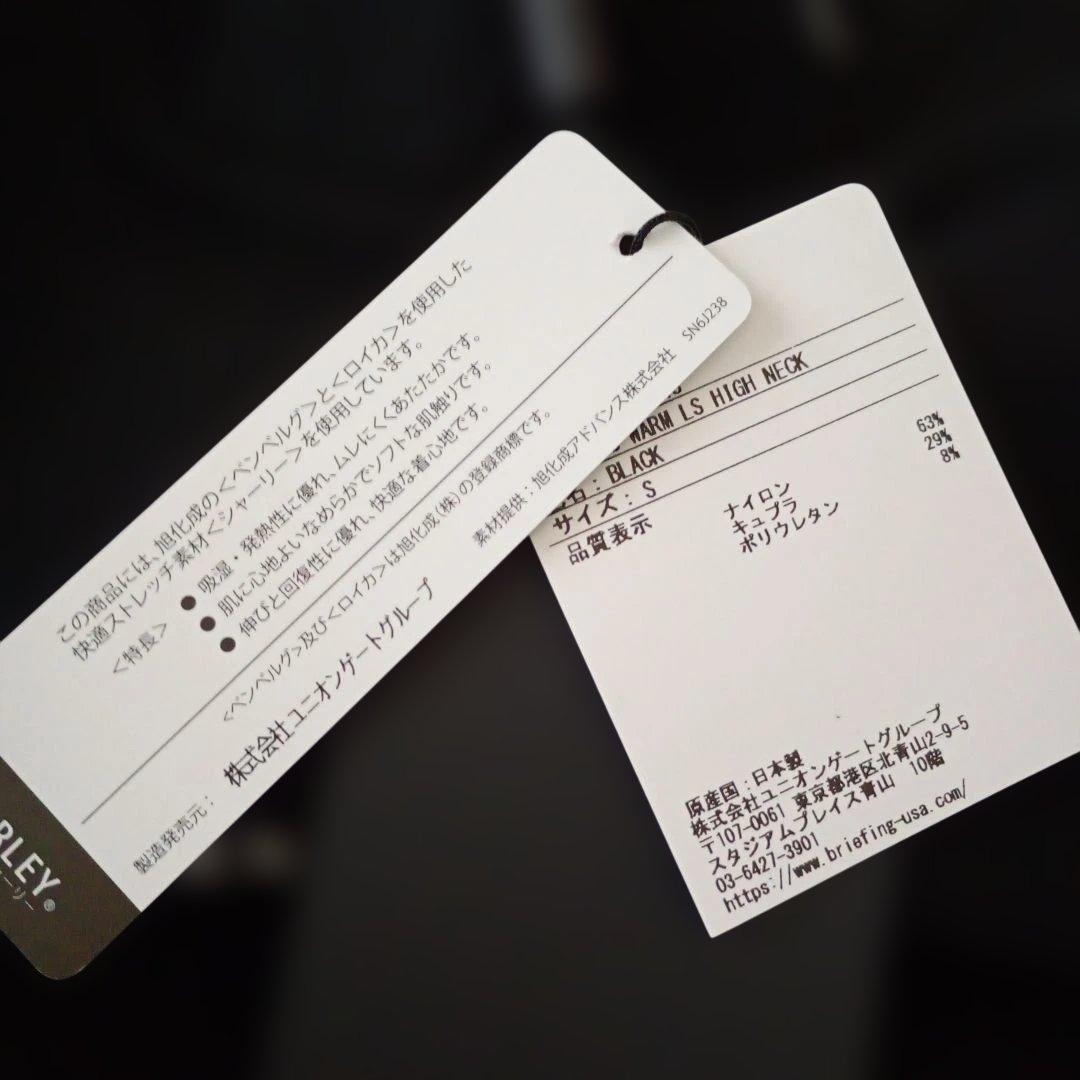 この商品には、旭化成の＜ベンベルグ＞と＜ロイカ＞を使用した
快適ストレッチ素材＜シャーリー＞を使用しています。
＜特長＞
● 吸湿・発熱性に優れ、ムレにくくあたたかです。
● 肌に心地よいなめらかでソフトな肌触りです。
● 伸びと回復性に優れ、快適な着心地です。
＜ベンベルグ＞及び＜ロイカ＞は旭化成(株)の登録商標です。
素材提供：旭化成アドバンス株式会社 SN6J238
製造発売元： 株式会社ユニオンゲートグループ
RLEY®
ーリー
WARM LS HIGH NECK
色：BLACK
サイズ：S
品質表示
ナイロン 63%
キュプラ 29%
ポリウレタン 8%
原産国：日本製
株式会社ユニオンゲートグループ
〒107-0061 東京都港区北青山2-9-5
スタジアムプレイス青山 10階
03-6427-3901
https://www.briefing-usa.com/